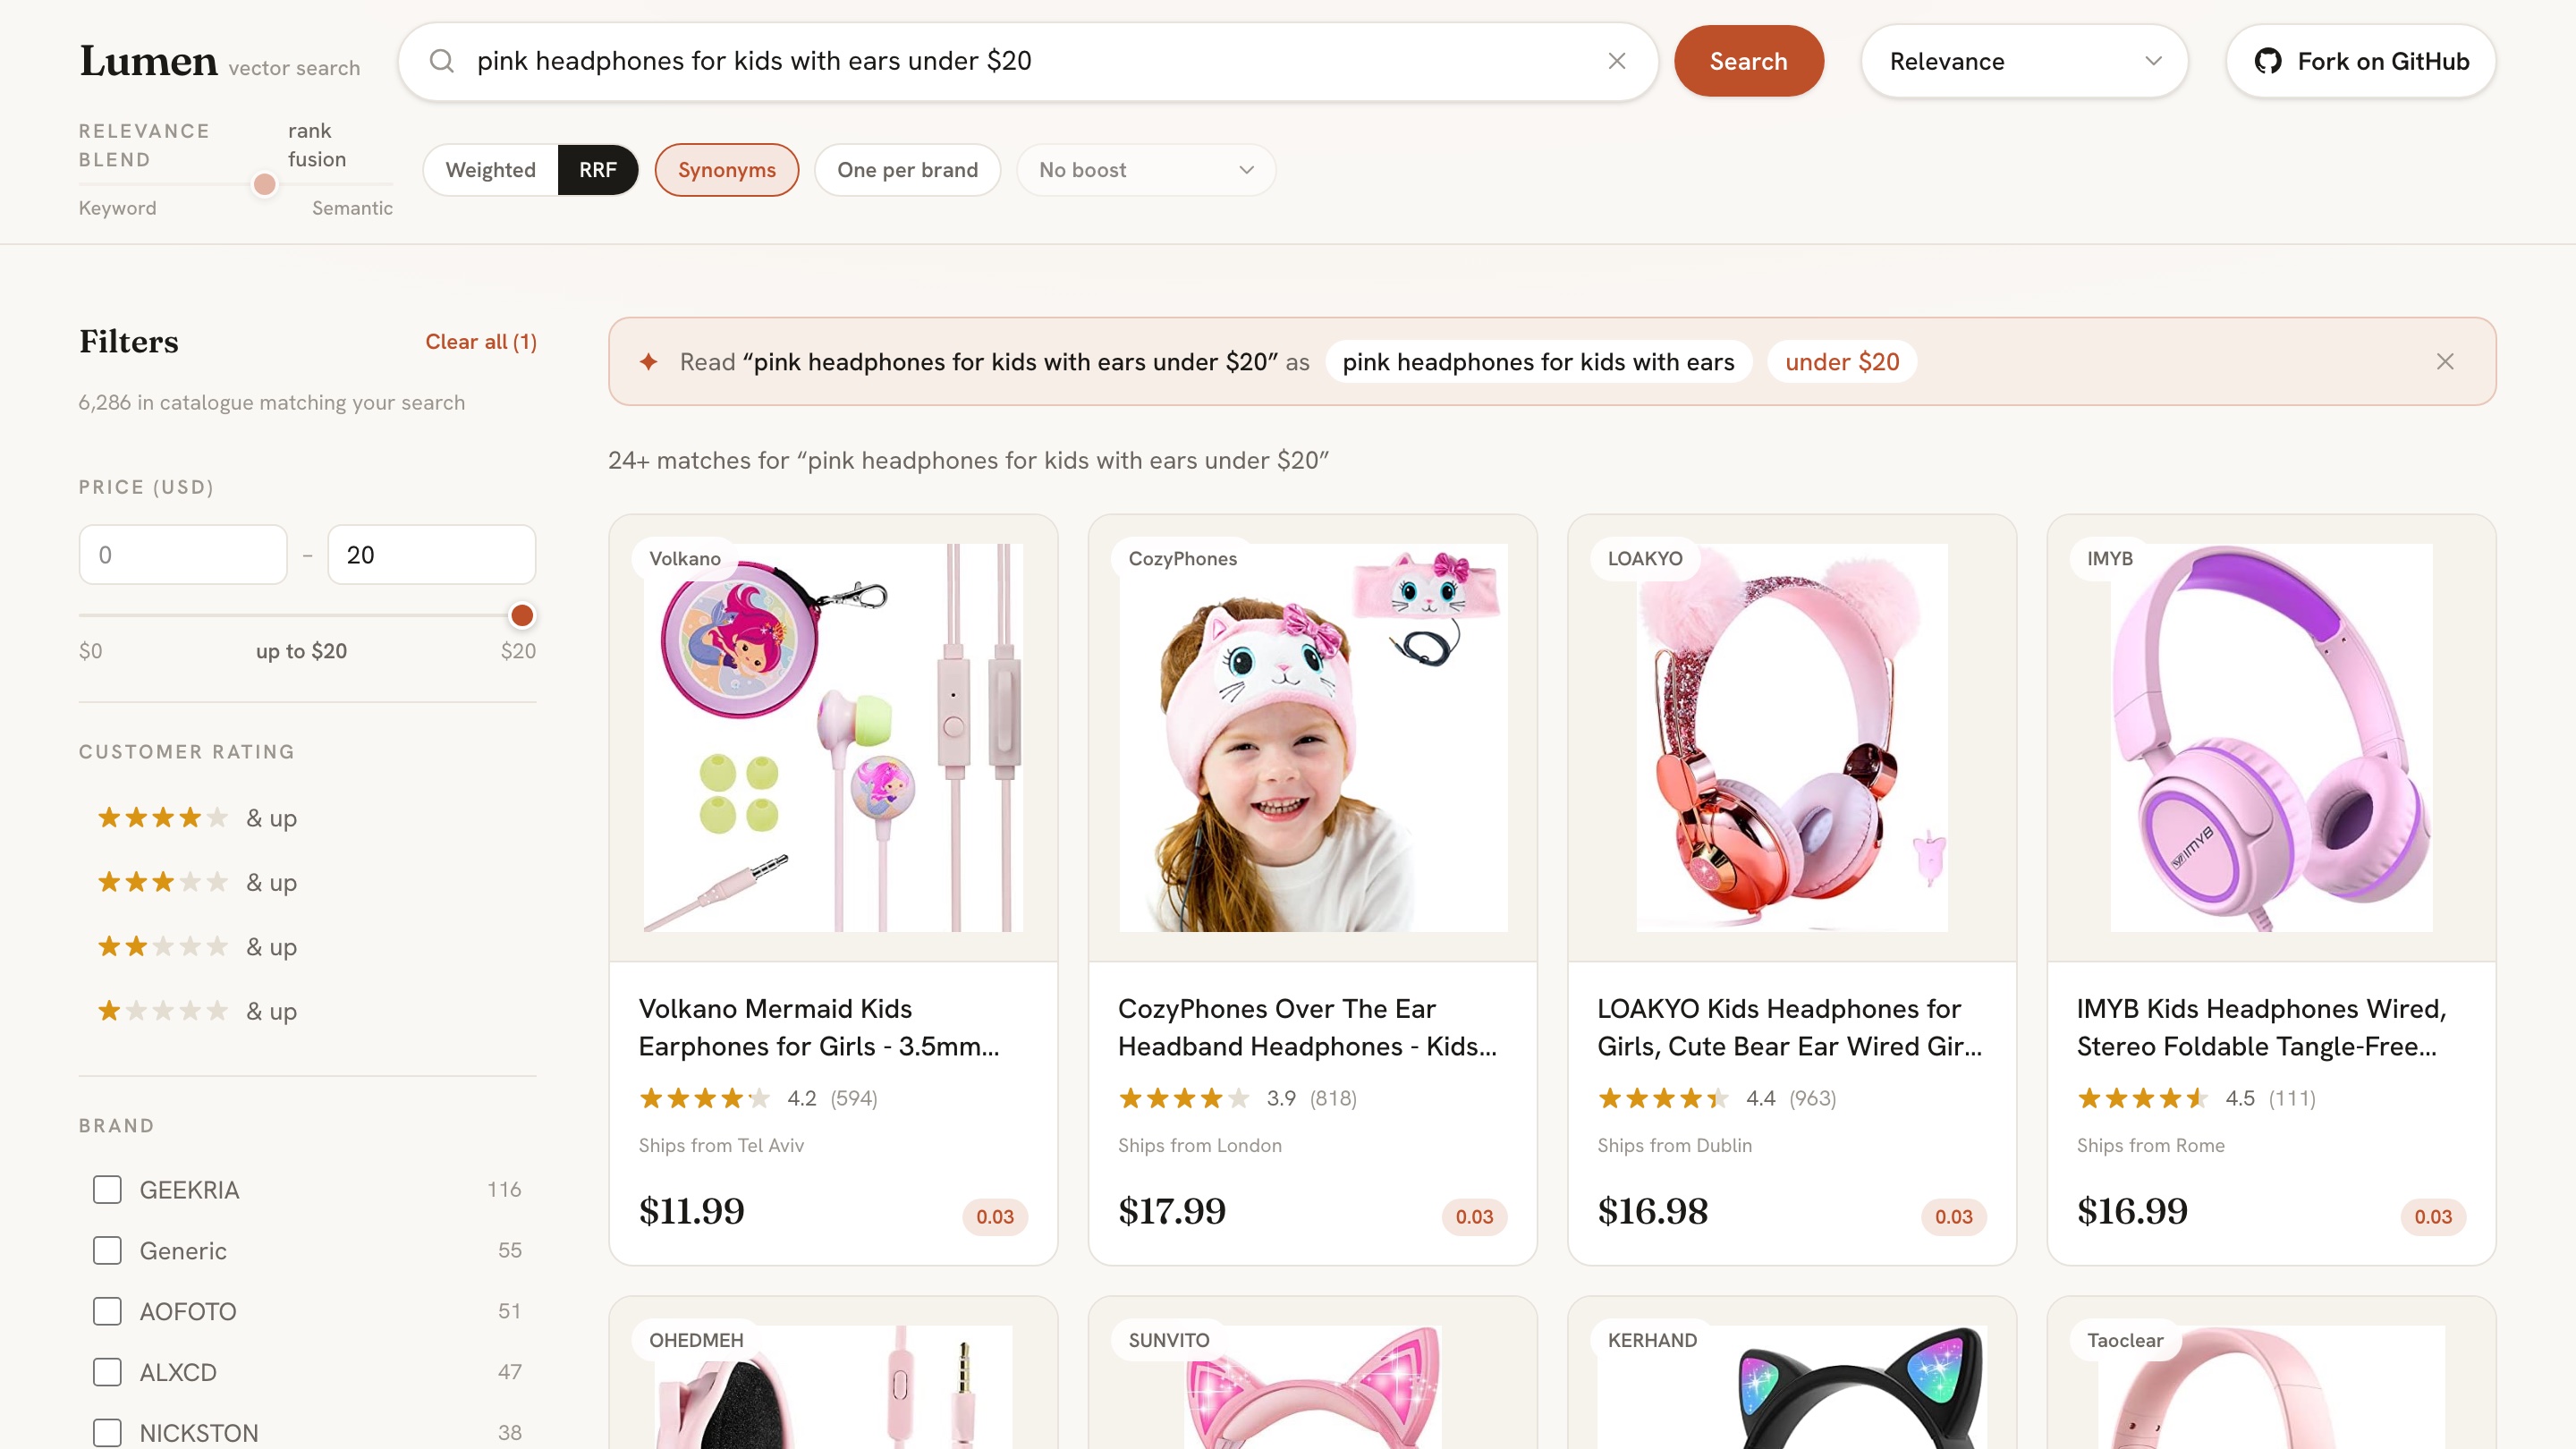 Lumen vector search
pink headphones for kids with ears under $20
Search
Relevance
Fork on GitHub
RELEVANCE
BLEND
rank
fusion
Keyword
Semantic
Weighted
RRF
Synonyms
One per brand
No boost
Filters
Clear all (1)
6,286 in catalogue matching your search
PRICE (USD)
0
–
20
$0
up to $20
$20
CUSTOMER RATING
& up
& up
& up
& up
BRAND
GEEKRIA 116
Generic 55
AOFOTO 51
ALXCD 47
NICKSTON 38
Read “pink headphones for kids with ears under $20” as pink headphones for kids with ears under $20
24+ matches for “pink headphones for kids with ears under $20”
Volkano
Volkano Mermaid Kids
Earphones for Girls - 3.5mm...
4.2 (594)
Ships from Tel Aviv
$11.99
0.03
CozyPhones
CozyPhones Over The Ear
Headband Headphones - Kids...
3.9 (818)
Ships from London
$17.99
0.03
LOAKYO
LOAKYO Kids Headphones for
Girls, Cute Bear Ear Wired Gir...
4.4 (963)
Ships from Dublin
$16.98
0.03
IMYB
IMYB
IMYB Kids Headphones Wired,
Stereo Foldable Tangle-Free...
4.5 (111)
Ships from Rome
$16.99
0.03
OHEDMEH
SUNVITO
KERHAND
Taoclear